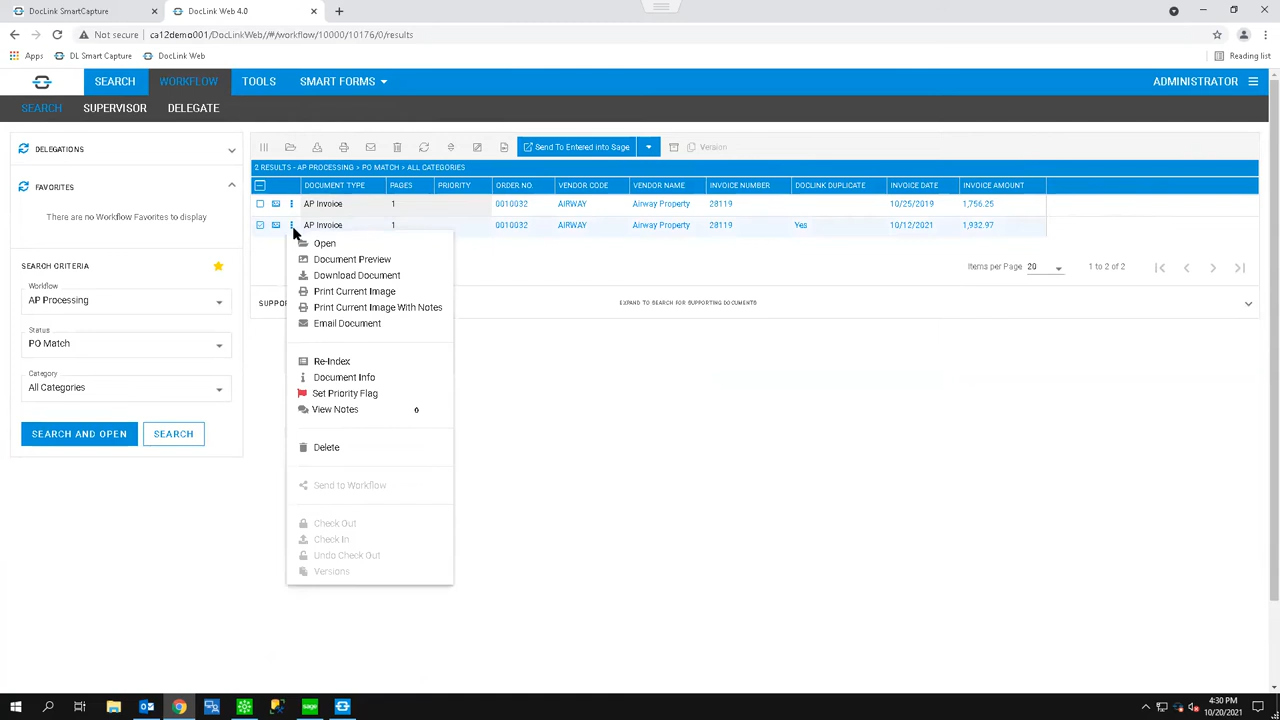 DocLink SmartCapture
DocLink Web 4.0
Not secure
ca12demo001/DocLinkWeb//#/workflow/10000/10176/0/results
Apps
DL Smart Capture
DocLink Web
Reading list
SEARCH
WORKFLOW
TOOLS
SMART FORMS
ADMINISTRATOR
SEARCH
SUPERVISOR
DELEGATE
DELEGATIONS
FAVORITES
There are no Workflow Favorites to display
SEARCH CRITERIA
Workflow
AP Processing
Status
PO Match
Category
All Categories
SEARCH AND OPEN
SEARCH
Send To Entered into Sage
Version
2 RESULTS - AP PROCESSING > PO MATCH > ALL CATEGORIES
DOCUMENT TYPE PAGES PRIORITY ORDER NO. VENDOR CODE VENDOR NAME INVOICE NUMBER DOCLINK DUPLICATE INVOICE DATE INVOICE AMOUNT
AP Invoice 1 0010032 AIRWAY Airway Property 28119 10/25/2019 1,756.25
AP Invoice 1 0010032 AIRWAY Airway Property 28119 Yes 10/12/2021 1,932.97
Items per Page 20 1 to 2 of 2
EXPAND TO SEARCH FOR SUPPORTING DOCUMENTS
Open
Document Preview
Download Document
Print Current Image
Print Current Image With Notes
Email Document
Re-Index
Document Info
Set Priority Flag
View Notes
Delete
Send to Workflow
Check Out
Check In
Undo Check Out
Versions
sage
4:30 PM
10/20/2021